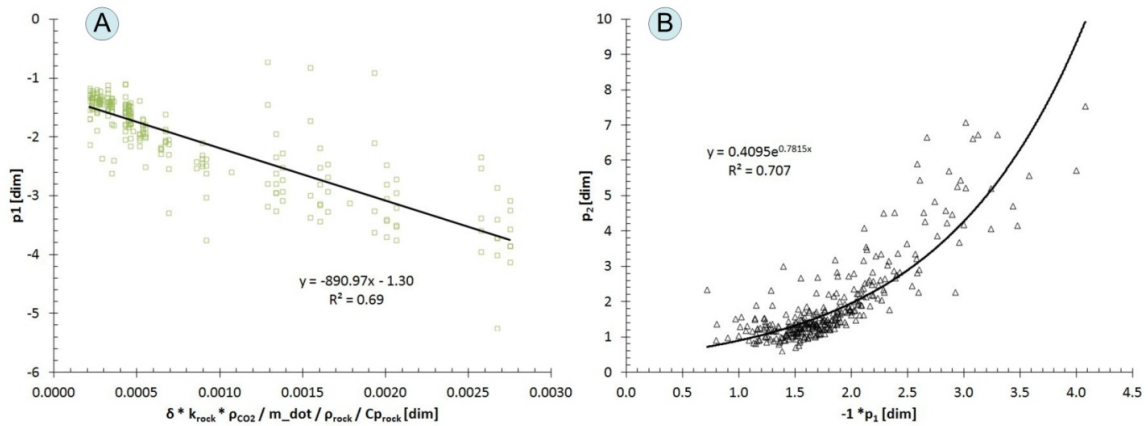 A
0
-1
-2
-3
-4
-5
-6
p1 [dim]
y = -890.97x - 1.30
R² = 0.69
0.0000 0.0005 0.0010 0.0015 0.0020 0.0025 0.0030
δ * k_rock * ρ_CO2 / m_dot / ρ_rock / Cp_rock [dim]
B
10
9
8
7
6
5
4
3
2
1
0
p₂ [dim]
y = 0.4095e^0.7815x
R² = 0.707
0.0 0.5 1.0 1.5 2.0 2.5 3.0 3.5 4.0 4.5
-1 *p₁ [dim]